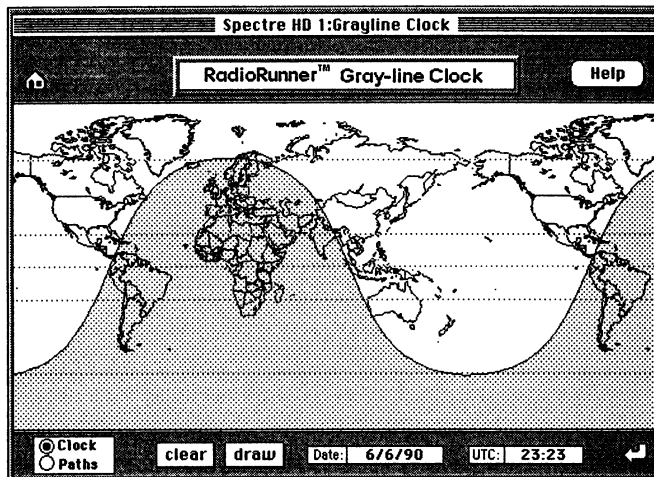 Spectre HD 1:Grayline Clock
RadioRunner™ Gray-line Clock
Help
Clock
Paths
clear
draw
Date: 6/6/90
UTC: 23:23